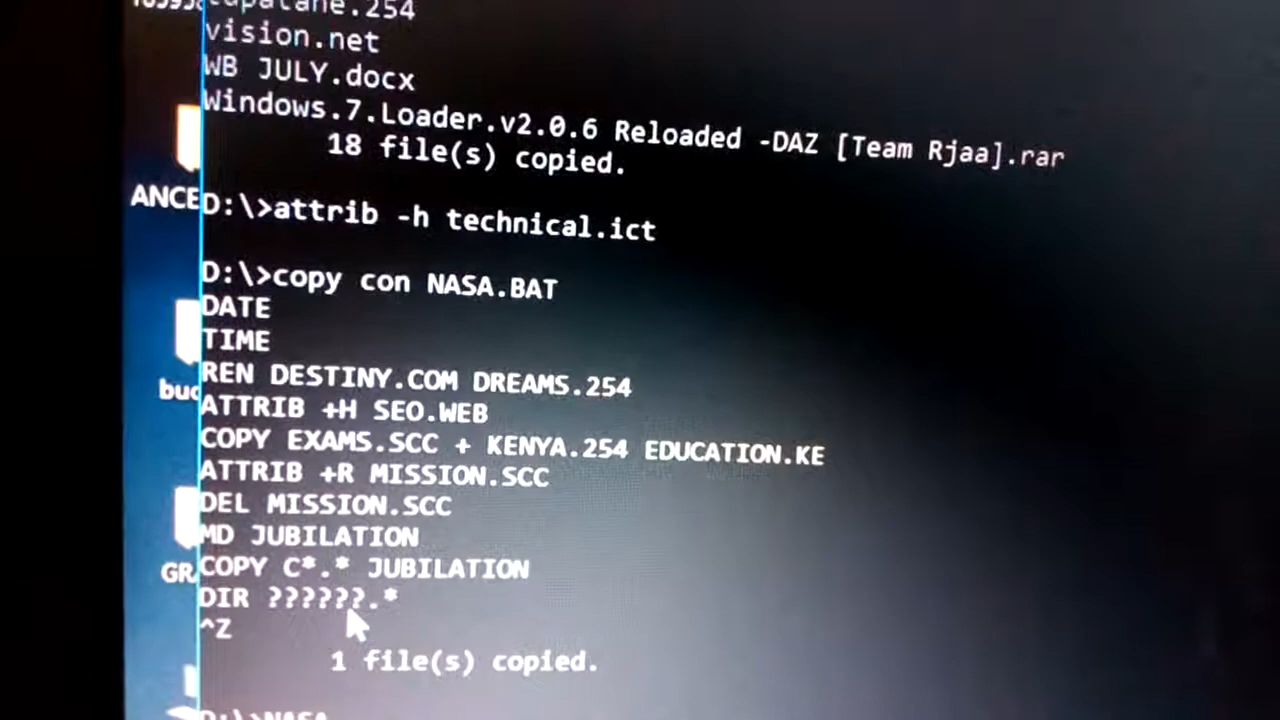 vision.net
WB JULY.docx
Windows.7.Loader.v2.0.6 Reloaded -DAZ [Team Rjaa].rar
18 file(s) copied.
ANCE
D:\>attrib -h technical.ict
D:\>copy con NASA.BAT
DATE
TIME
REN DESTINY.COM DREAMS.254
buc
ATTRIB +H SEO.WEB
COPY EXAMS.SCC + KENYA.254 EDUCATION.KE
ATTRIB +R MISSION.SCC
DEL MISSION.SCC
MD JUBILATION
GRA
COPY C*.* JUBILATION
DIR ??????.*
^Z
1 file(s) copied.
D:\>NASA